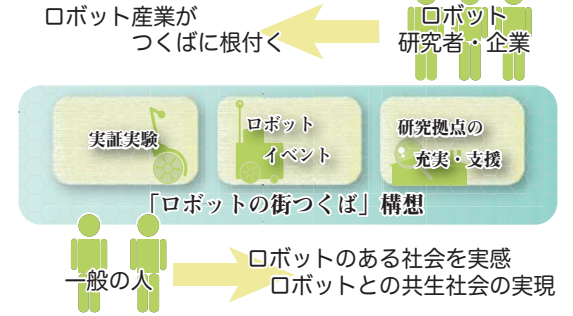 ロボット産業が
つくばに根付く
ロボット
研究者・企業
実証実験
ロボット
イベント
研究拠点の
充実・支援
「ロボットの街つくば」構想
一般の人
ロボットのある社会を実感
ロボットとの共生社会の実現